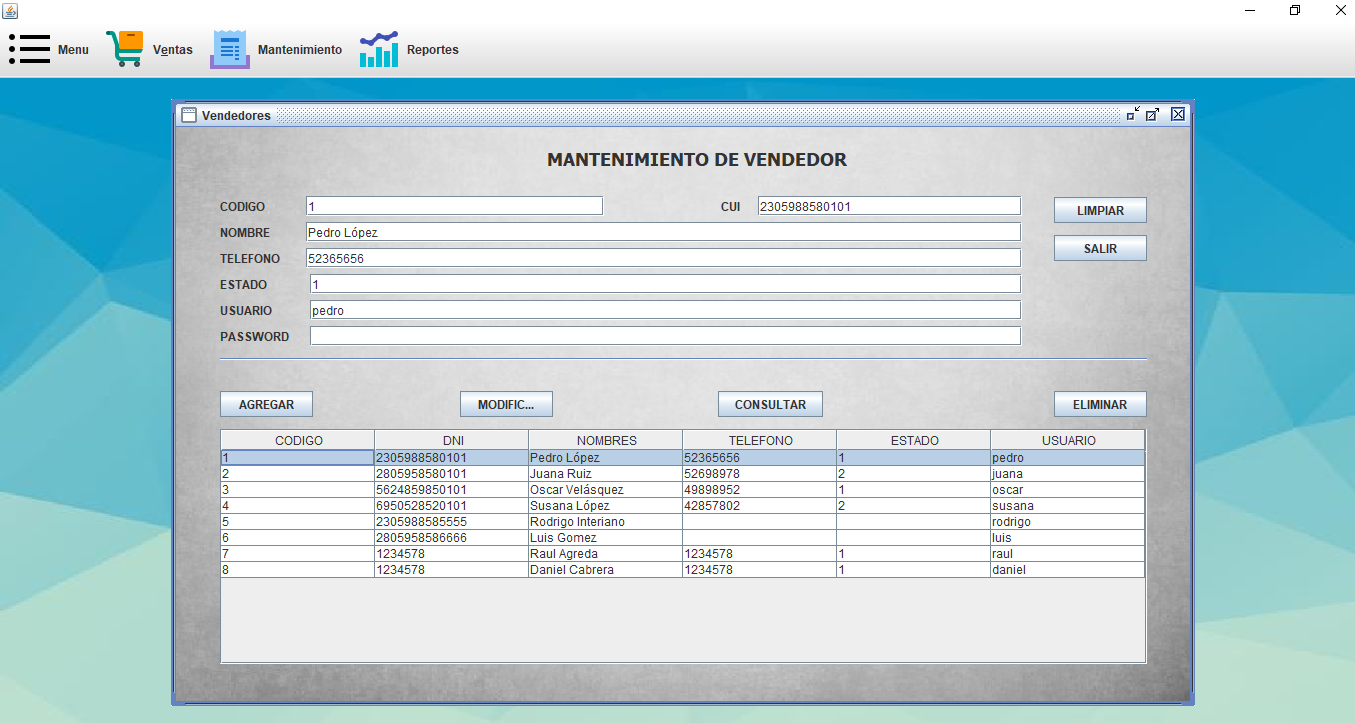 Menu Ventas Mantenimiento Reportes
Vendedores
MANTENIMIENTO DE VENDEDOR
CODIGO 1 CUI 2305988580101 LIMPIAR
NOMBRE Pedro López
SALIR
TELEFONO 52365656
ESTADO 1
USUARIO pedro
PASSWORD
AGREGAR MODIFIC... CONSULTAR ELIMINAR
CODIGO DNI NOMBRES TELEFONO ESTADO USUARIO
1 2305988580101 Pedro López 52365656 1 pedro
2 2805958580101 Juana Ruiz 52698978 2 juana
3 5624859850101 Oscar Velásquez 49898952 1 oscar
4 6950528520101 Susana López 42857802 2 susana
5 2305988585555 Rodrigo Interiano rodrigo
6 2805958586666 Luis Gomez luis
7 1234578 Raul Agreda 1234578 1 raul
8 1234578 Daniel Cabrera 1234578 1 daniel